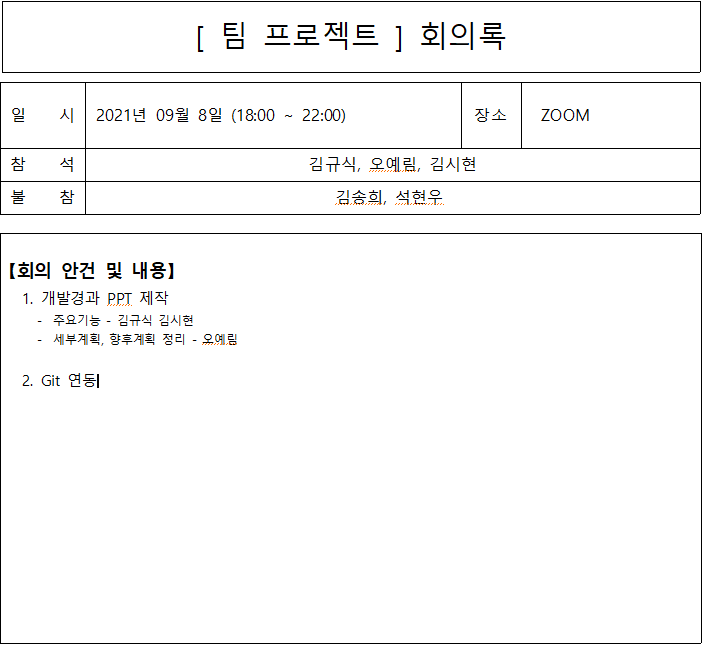 [ 팀 프로젝트 ] 회의록
일 시 2021년 09월 8일 (18:00 ~ 22:00) 장소 ZOOM
참 석 김규식, 오예림, 김시현
불 참 김송희, 석현우
【회의 안건 및 내용】
1. 개발경과 PPT 제작
- 주요기능 - 김규식 김시현
- 세부계획, 향후계획 정리 - 오예림
2. Git 연동